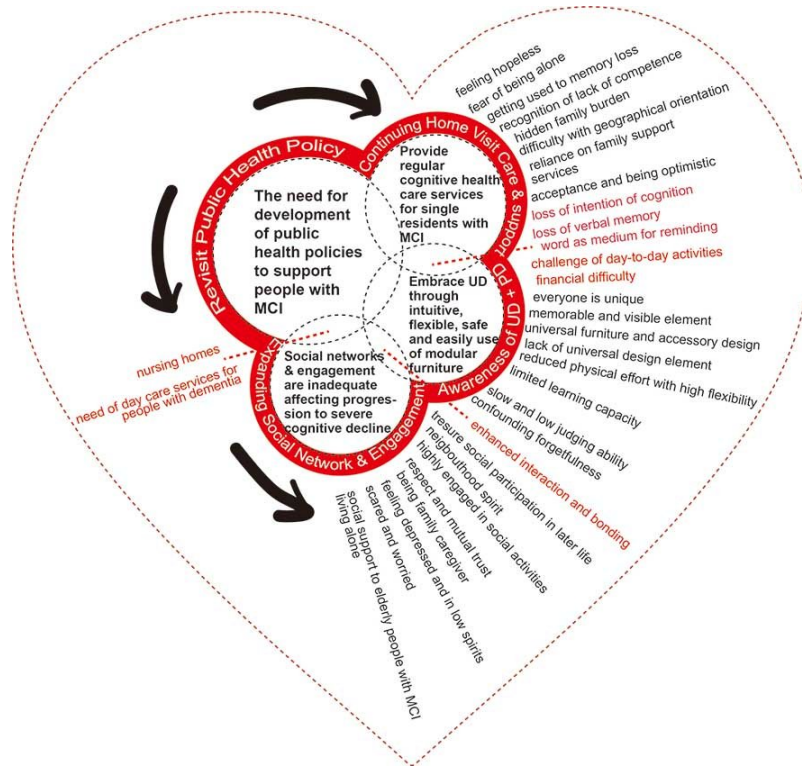 feeling hopeless
fear of being alone
getting used to memory loss
recognition of lack of competence
hidden family burden
difficulty with geographical orientation
reliance on family support
services
acceptance and being optimistic
loss of intention of cognition
loss of verbal memory
word as medium for reminding
challenge of day-to-day activities
financial difficulty
everyone is unique
memorable and visible element
universal furniture and accessory design
lack of universal design element
reduced physical effort with high flexibility
limited learning capacity
slow and low judging ability
confounding forgetfulness
enhanced interaction and bonding
tresure social participation in later life
neigbouthood spirit
highly engaged in social activities
respect and mutual trust
being family caregiver
feeling depressed and in low spirits
scared and worried
social support to elderly people with MCI
living alone
Revisit Public Health Policy
The need for
development
of public
health policies
to support
people with
MCI
Continuing Home Visit Care & support
Provide
regular
cognitive health
care services
for single
residents with
MCI
Awareness of UD + PD
Embrace UD
through
intuitive,
flexible, safe
and easily use
of modular
furniture
Expanding Social Network & Engagement
Social networks
& engagement
are inadequate
affecting progres-
sion to severe
cognitive decline
nursing homes
need of day care services for
people with dementia